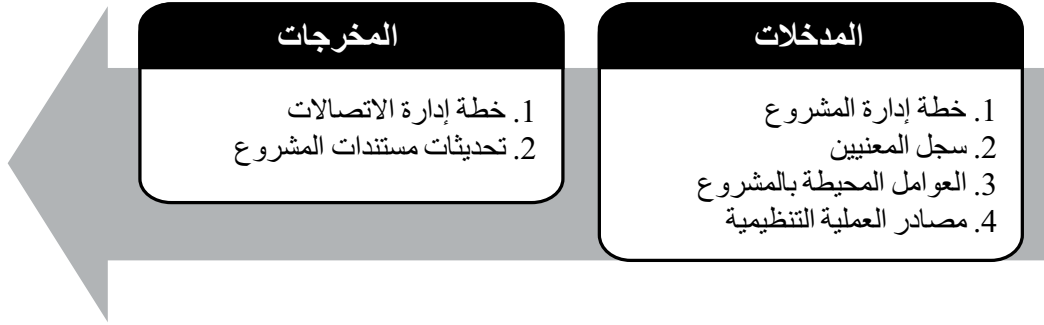 المدخلات
1. خطة إدارة المشروع
2. سجل المعنيين
3. العوامل المحيطة بالمشروع
4. مصادر العملية التنظيمية
المخرجات
1. خطة إدارة الاتصالات
2. تحديثات مستندات المشروع